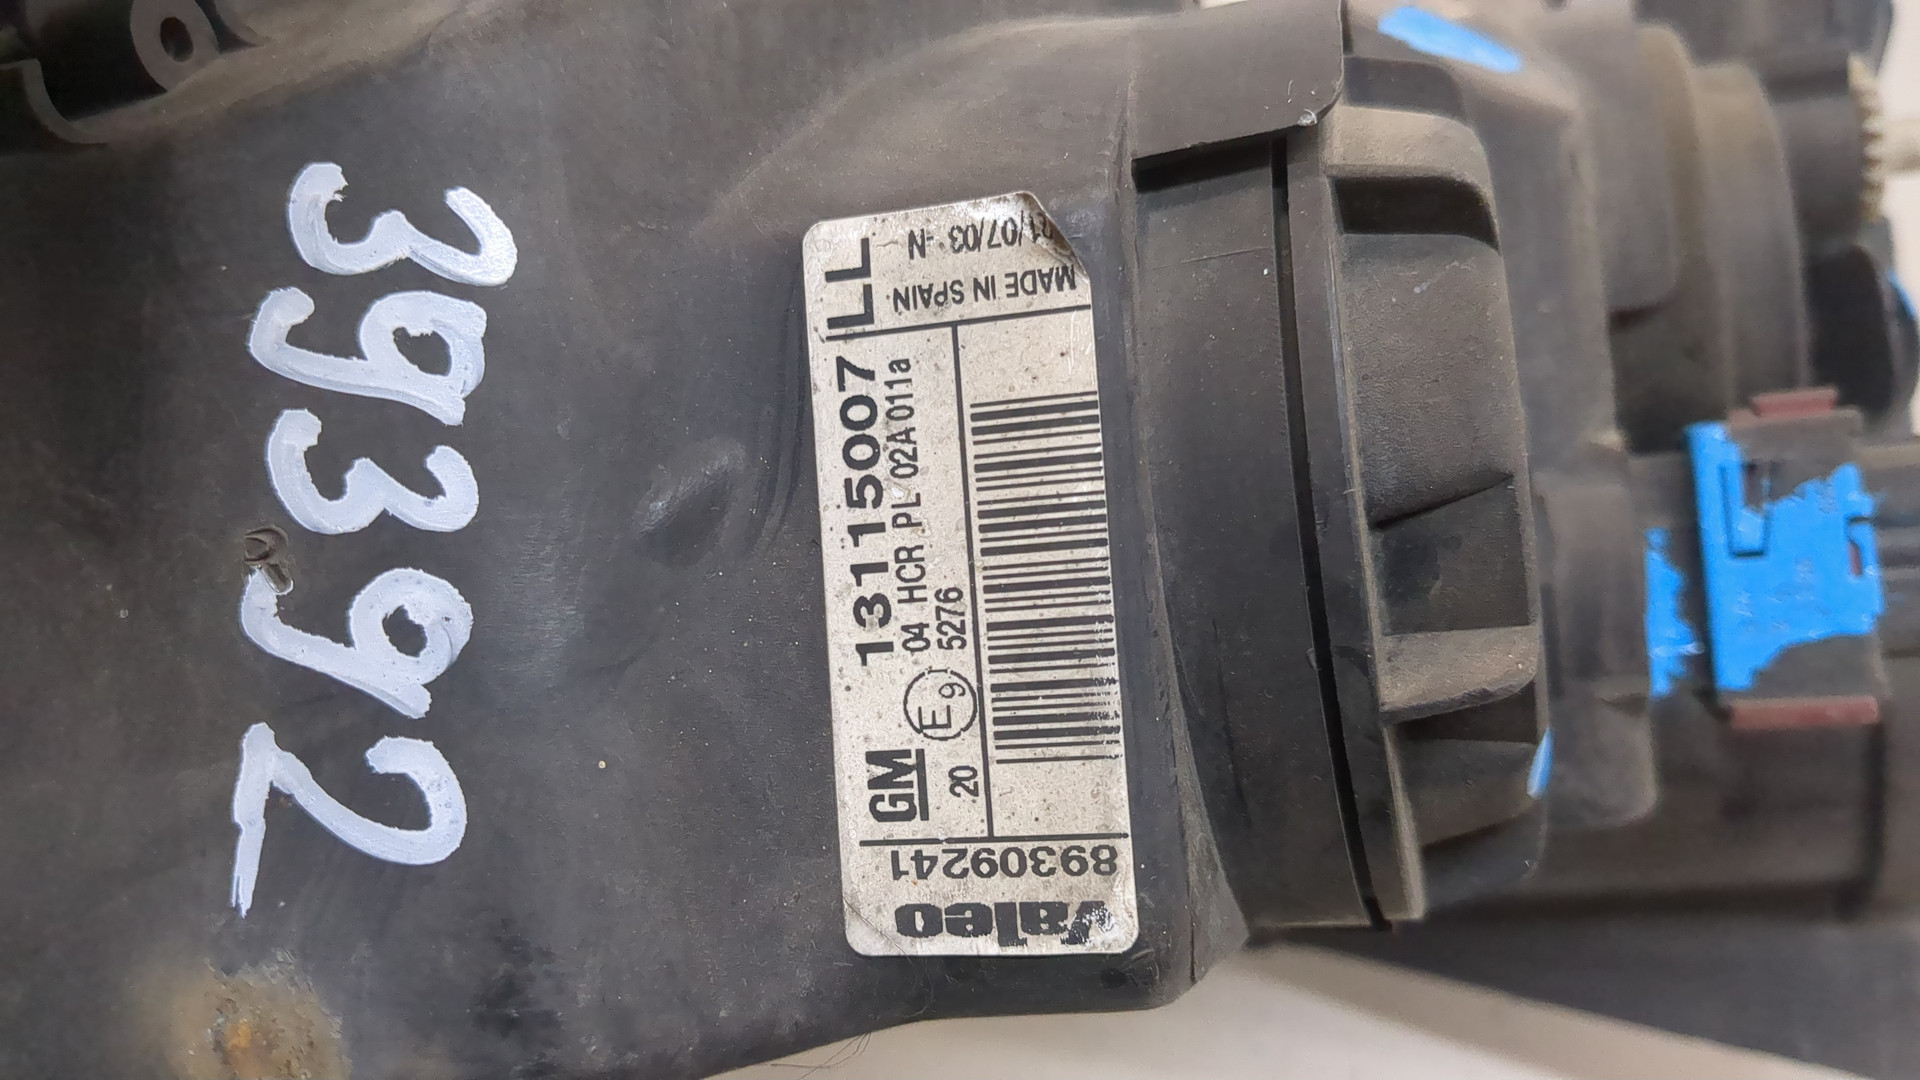 39392
13115007
LL
04 HCR PL 02A 011a
5276
E9
GM
20
MADE IN SPAIN
21/07/03 -N
89309241
Valeo